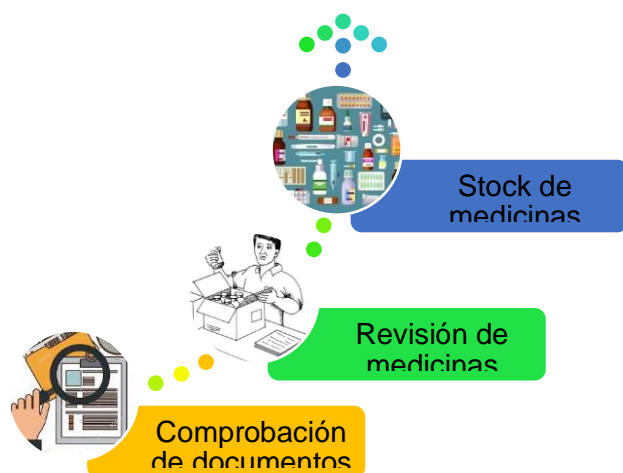 Stock de
medicinas
Revisión de
medicinas
Comprobación
de documentos